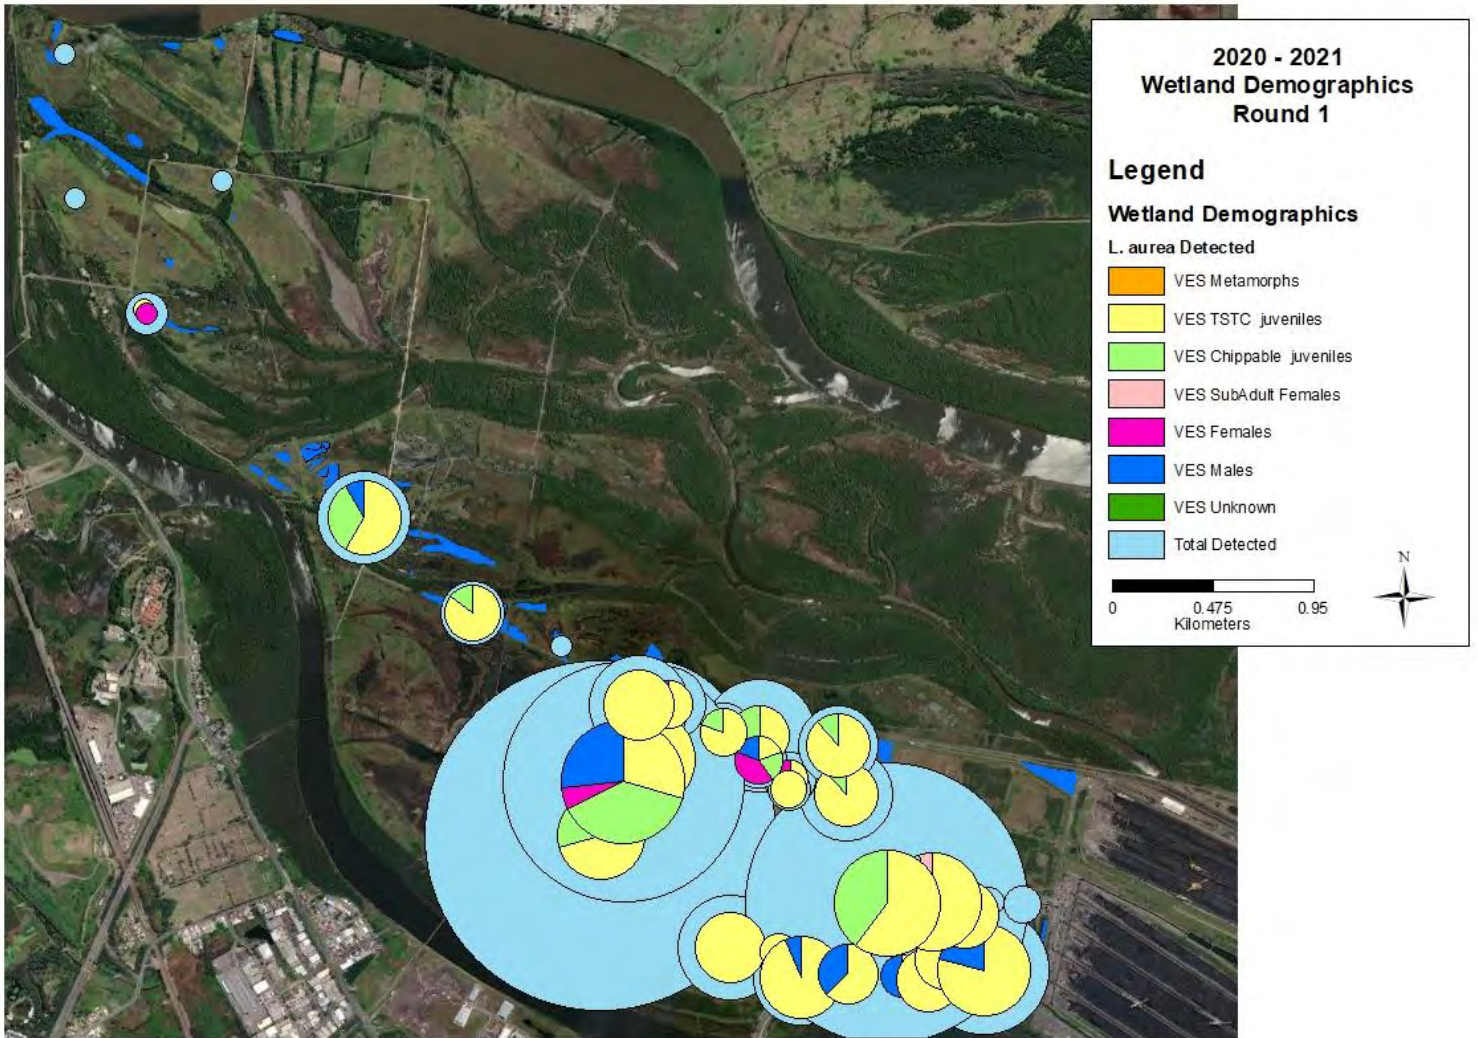 2020 - 2021
Wetland Demographics
Round 1
Legend
Wetland Demographics
L. aurea Detected
VES Metamorphs
VES TSTC juveniles
VES Chippable juveniles
VES SubAdult Females
VES Females
VES Males
VES Unknown
Total Detected
N
0 0.475 0.95
Kilometers